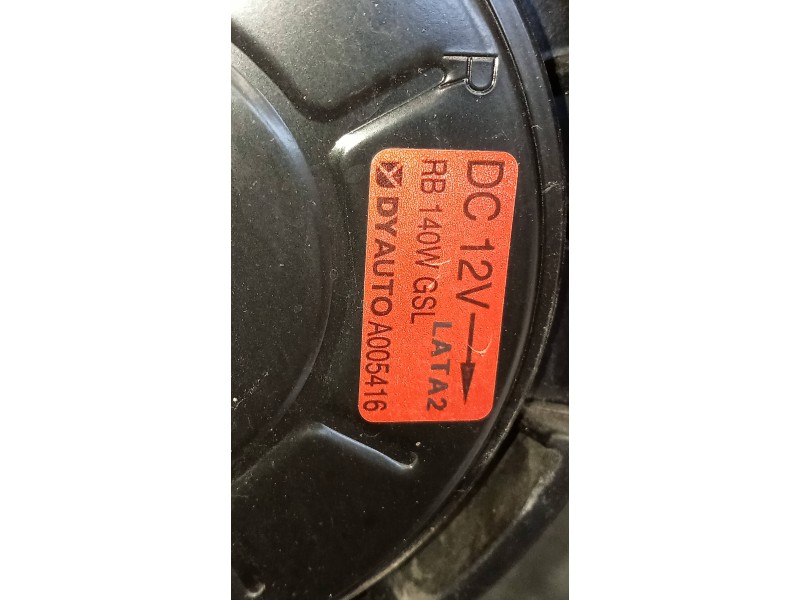 R
DC 12V →
RB 140W GSL
LATA2
DYAUTO A005416